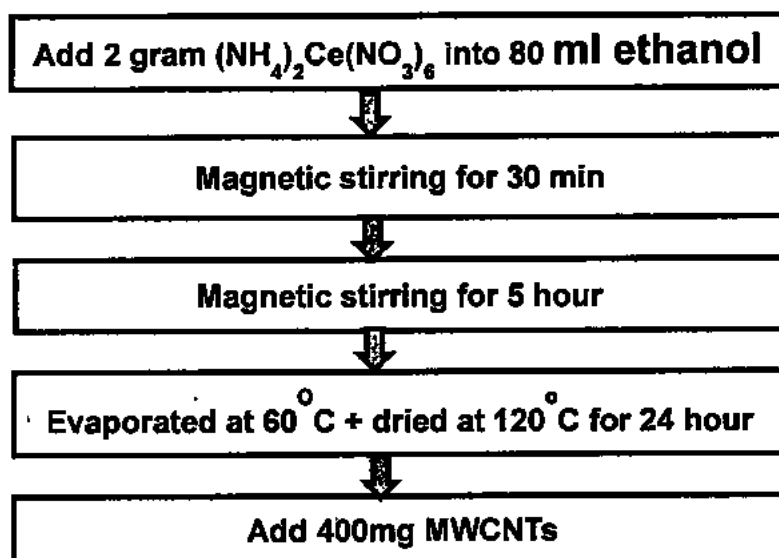 Add 2 gram (NH₄)₂Ce(NO₃)₆ into 80 ml ethanol
Magnetic stirring for 30 min
Magnetic stirring for 5 hour
Evaporated at 60°C + dried at 120°C for 24 hour
Add 400mg MWCNTs